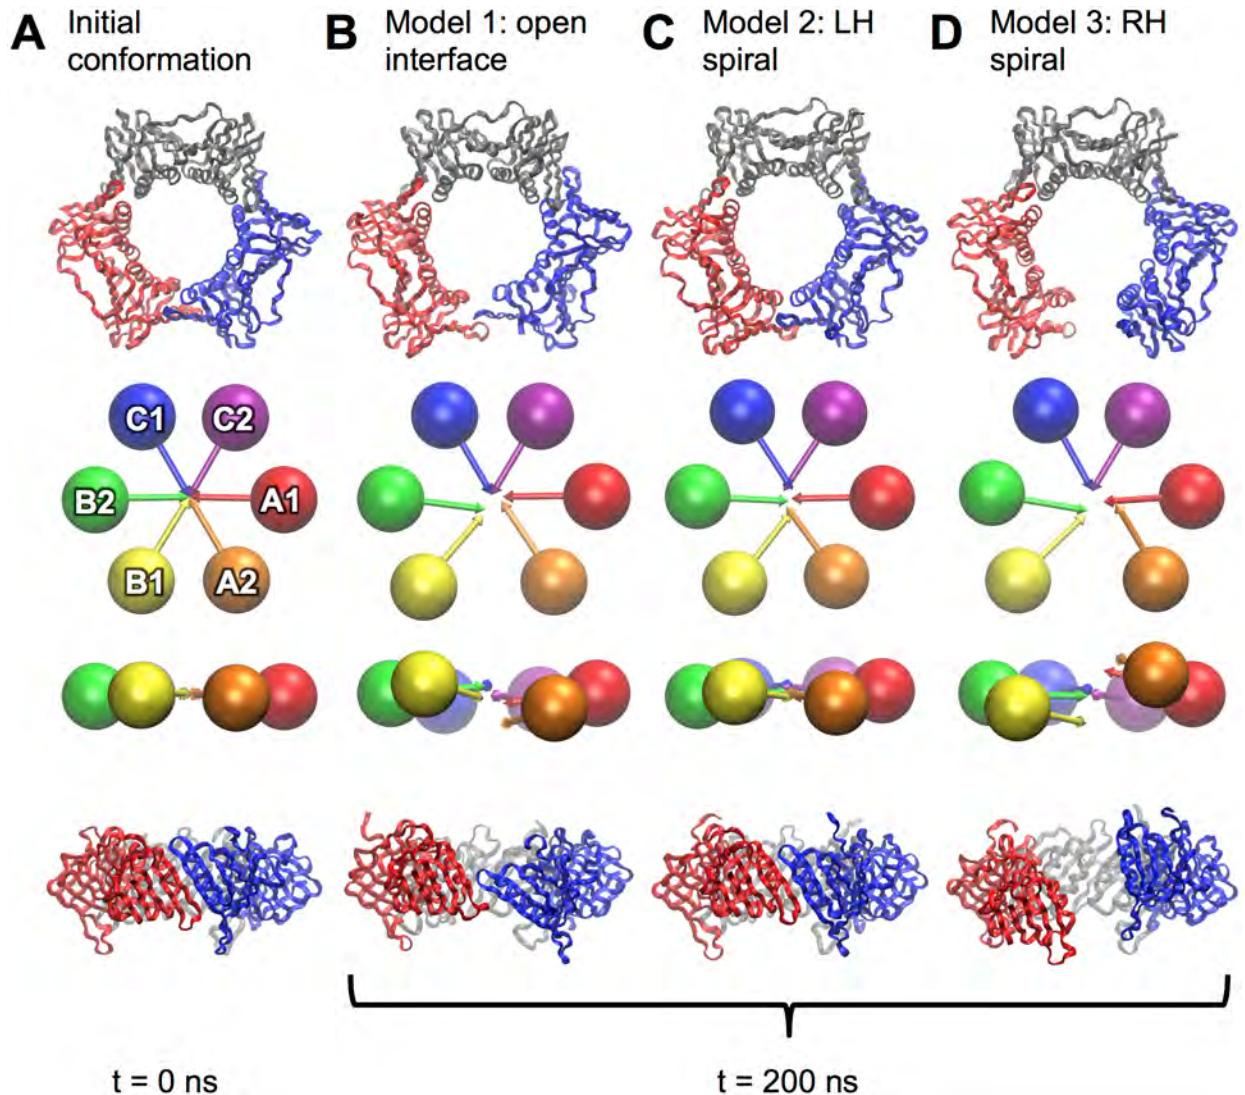 A Initial
conformation
B Model 1: open
interface
C Model 2: LH
spiral
D Model 3: RH
spiral
C1 C2
B2 A1
B1 A2
t = 0 ns
t = 200 ns